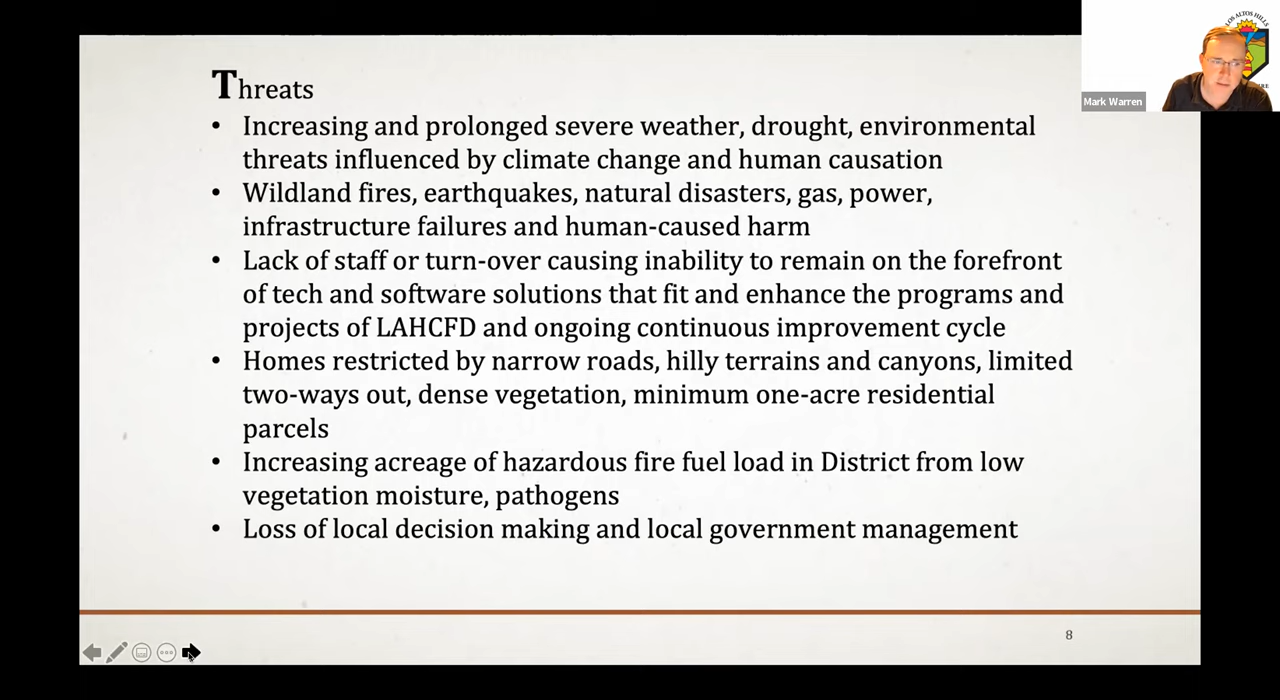 LOS ALTOS HILLS
Mark Warren
Threats
• Increasing and prolonged severe weather, drought, environmental
threats influenced by climate change and human causation
• Wildland fires, earthquakes, natural disasters, gas, power,
infrastructure failures and human-caused harm
• Lack of staff or turn-over causing inability to remain on the forefront
of tech and software solutions that fit and enhance the programs and
projects of LAHCFD and ongoing continuous improvement cycle
• Homes restricted by narrow roads, hilly terrains and canyons, limited
two-ways out, dense vegetation, minimum one-acre residential
parcels
• Increasing acreage of hazardous fire fuel load in District from low
vegetation moisture, pathogens
• Loss of local decision making and local government management
8